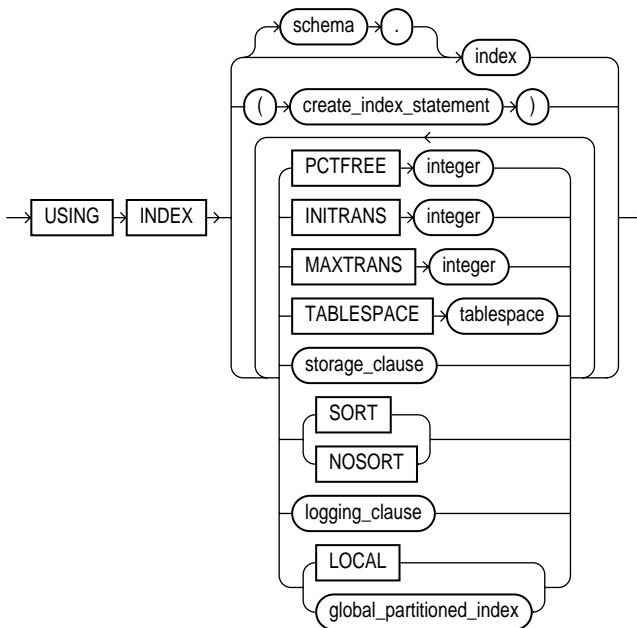 schema .
index
( create_index_statement )
PCTFREE integer
USING INDEX INITRANS integer
MAXTRANS integer
TABLESPACE tablespace
storage_clause
SORT
NOSORT
logging_clause
LOCAL
global_partitioned_index